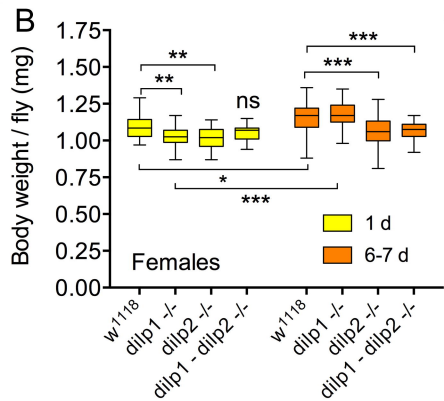 B
Body weight / fly (mg)
1.75
1.50
1.25
1.00
0.75
0.50
0.25
0.00
**
**
ns
***
***
*
***
1 d
6-7 d
Females
w1118
dilp1 -/-
dilp2 -/-
dilp1 - dilp2 -/-
w1118
dilp1 -/-
dilp2 -/-
dilp1 - dilp2 -/-